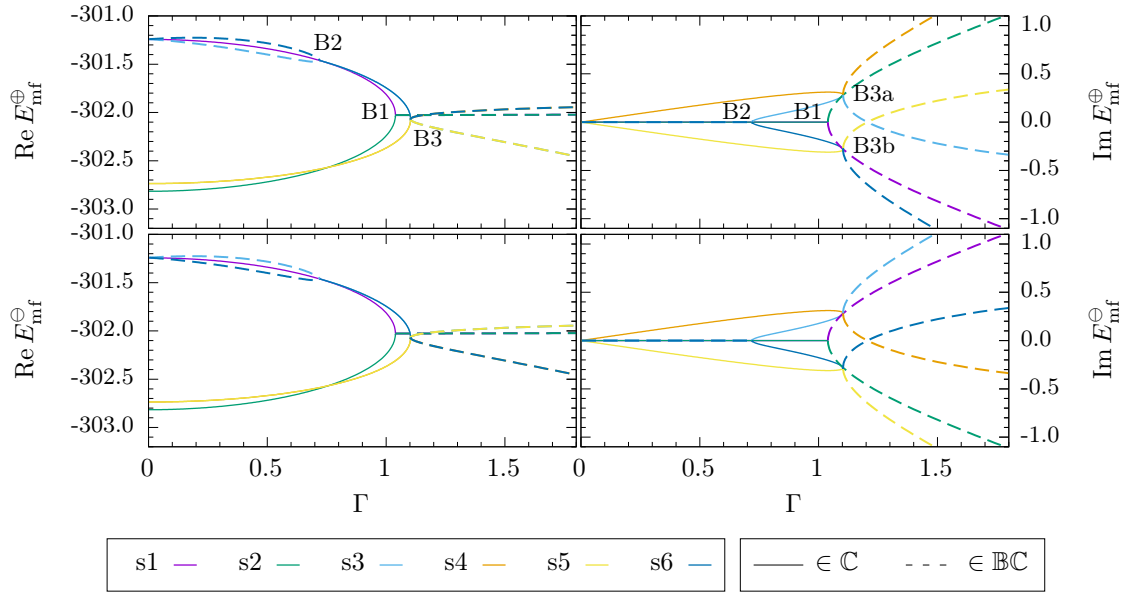 -301.0
-301.5
-302.0
-302.5
-303.0
Re E⊕mf
B2
B1
B3
1.0
0.5
0.0
-0.5
-1.0
Im E⊕mf
B2
B1
B3a
B3b
-301.0
-301.5
-302.0
-302.5
-303.0
Re E⊖mf
1.0
0.5
0.0
-0.5
-1.0
Im E⊖mf
0 0.5 1 1.5
Γ
0 0.5 1 1.5
Γ
s1 s2 s3 s4 s5 s6
∈ ℂ ∈ 𝔹ℂ